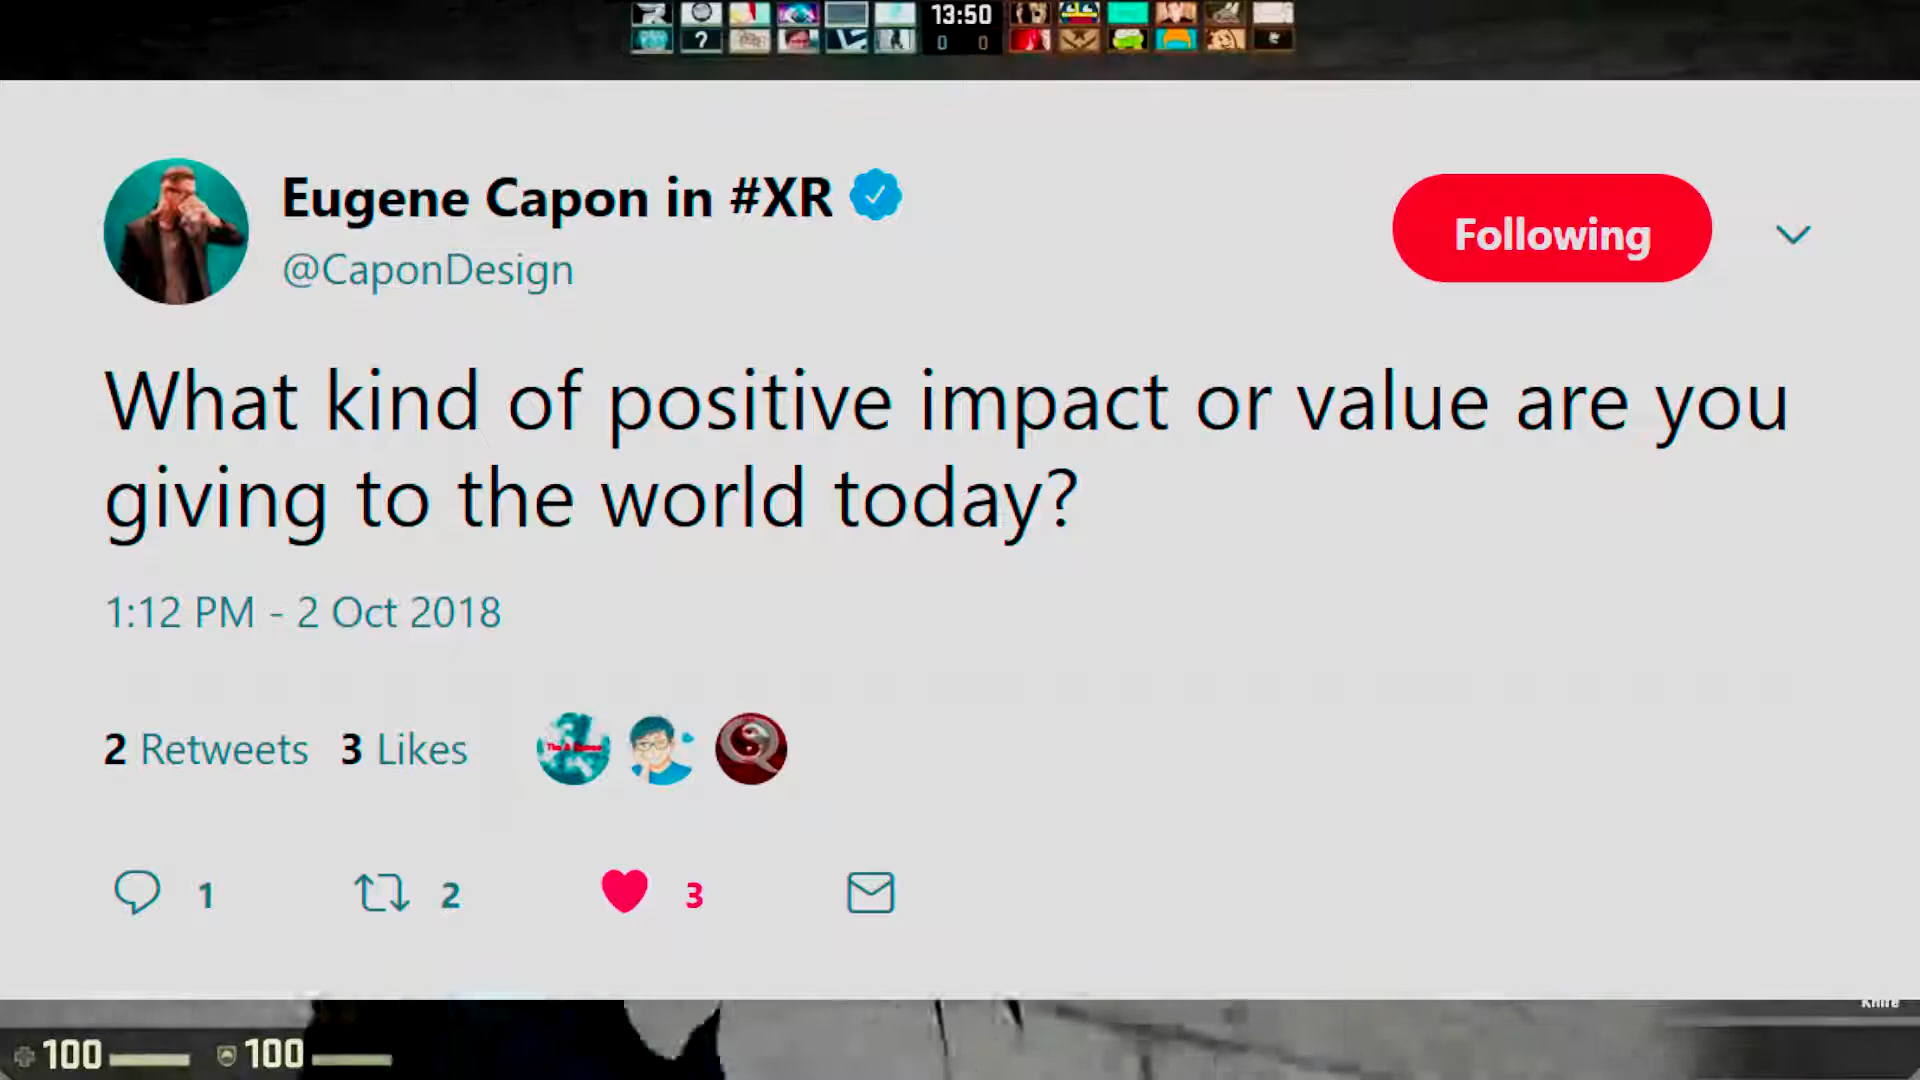 13:50
?
0 0
Eugene Capon in #XR
@CaponDesign
Following
What kind of positive impact or value are you
giving to the world today?
1:12 PM - 2 Oct 2018
2 Retweets 3 Likes
1 2 3
Knife
100 100